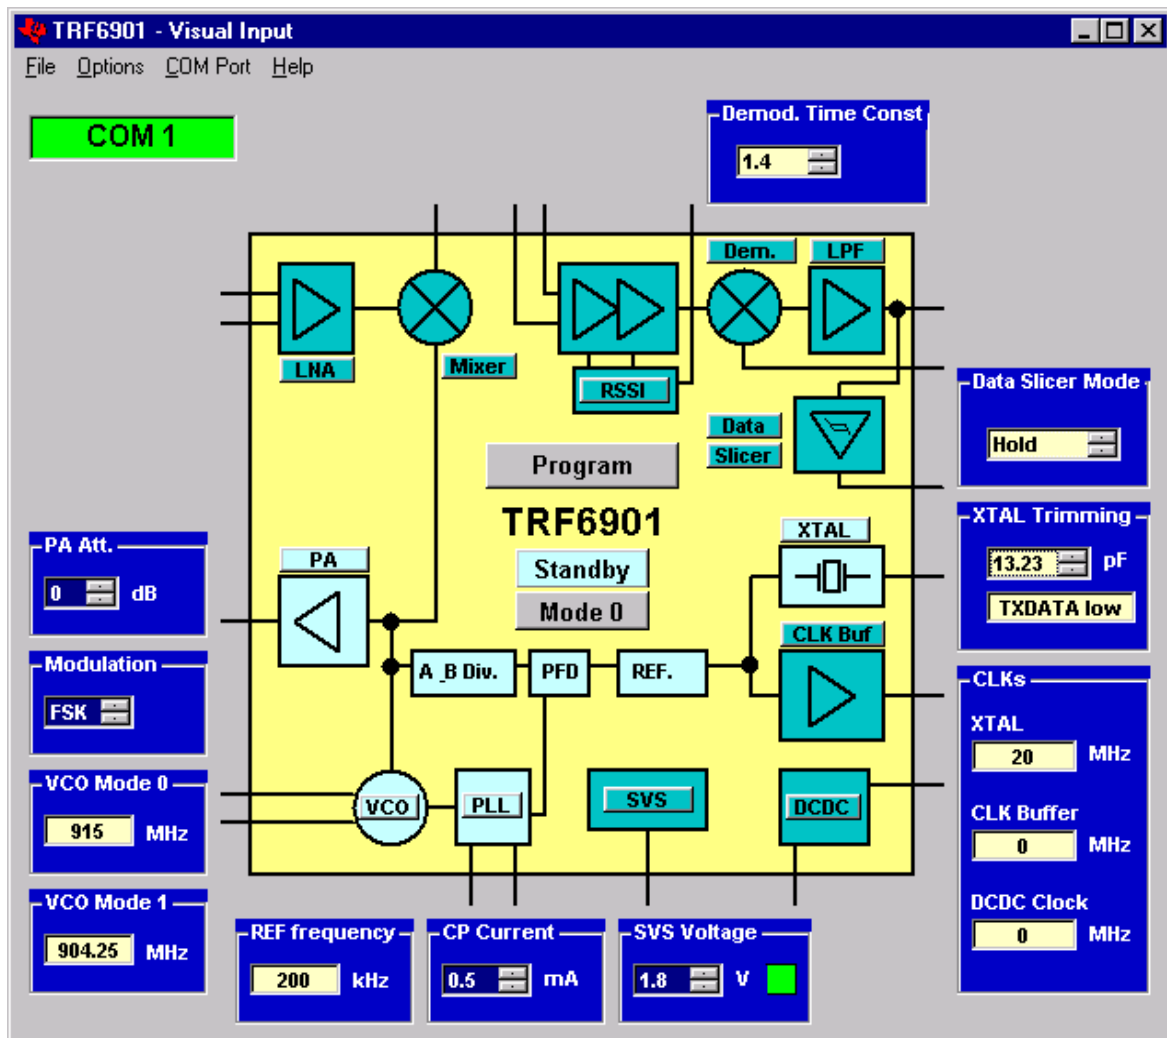 TRF6901 - Visual Input
File Options COM Port Help
COM 1
Demod. Time Const
1.4
Dem.
LPF
LNA
Mixer
RSSI
Data
Slicer
Data Slicer Mode
Hold
Program
TRF6901
Standby
Mode 0
XTAL
XTAL Trimming
13.23 pF
TXDATA low
PA Att.
0 dB
PA
CLK Buf
Modulation
FSK
A_B Div.
PFD
REF.
CLKs
XTAL
20 MHz
CLK Buffer
0 MHz
DCDC Clock
0 MHz
VCO Mode 0
915 MHz
VCO
PLL
SVS
DCDC
VCO Mode 1
904.25 MHz
REF frequency
200 kHz
CP Current
0.5 mA
SVS Voltage
1.8 V